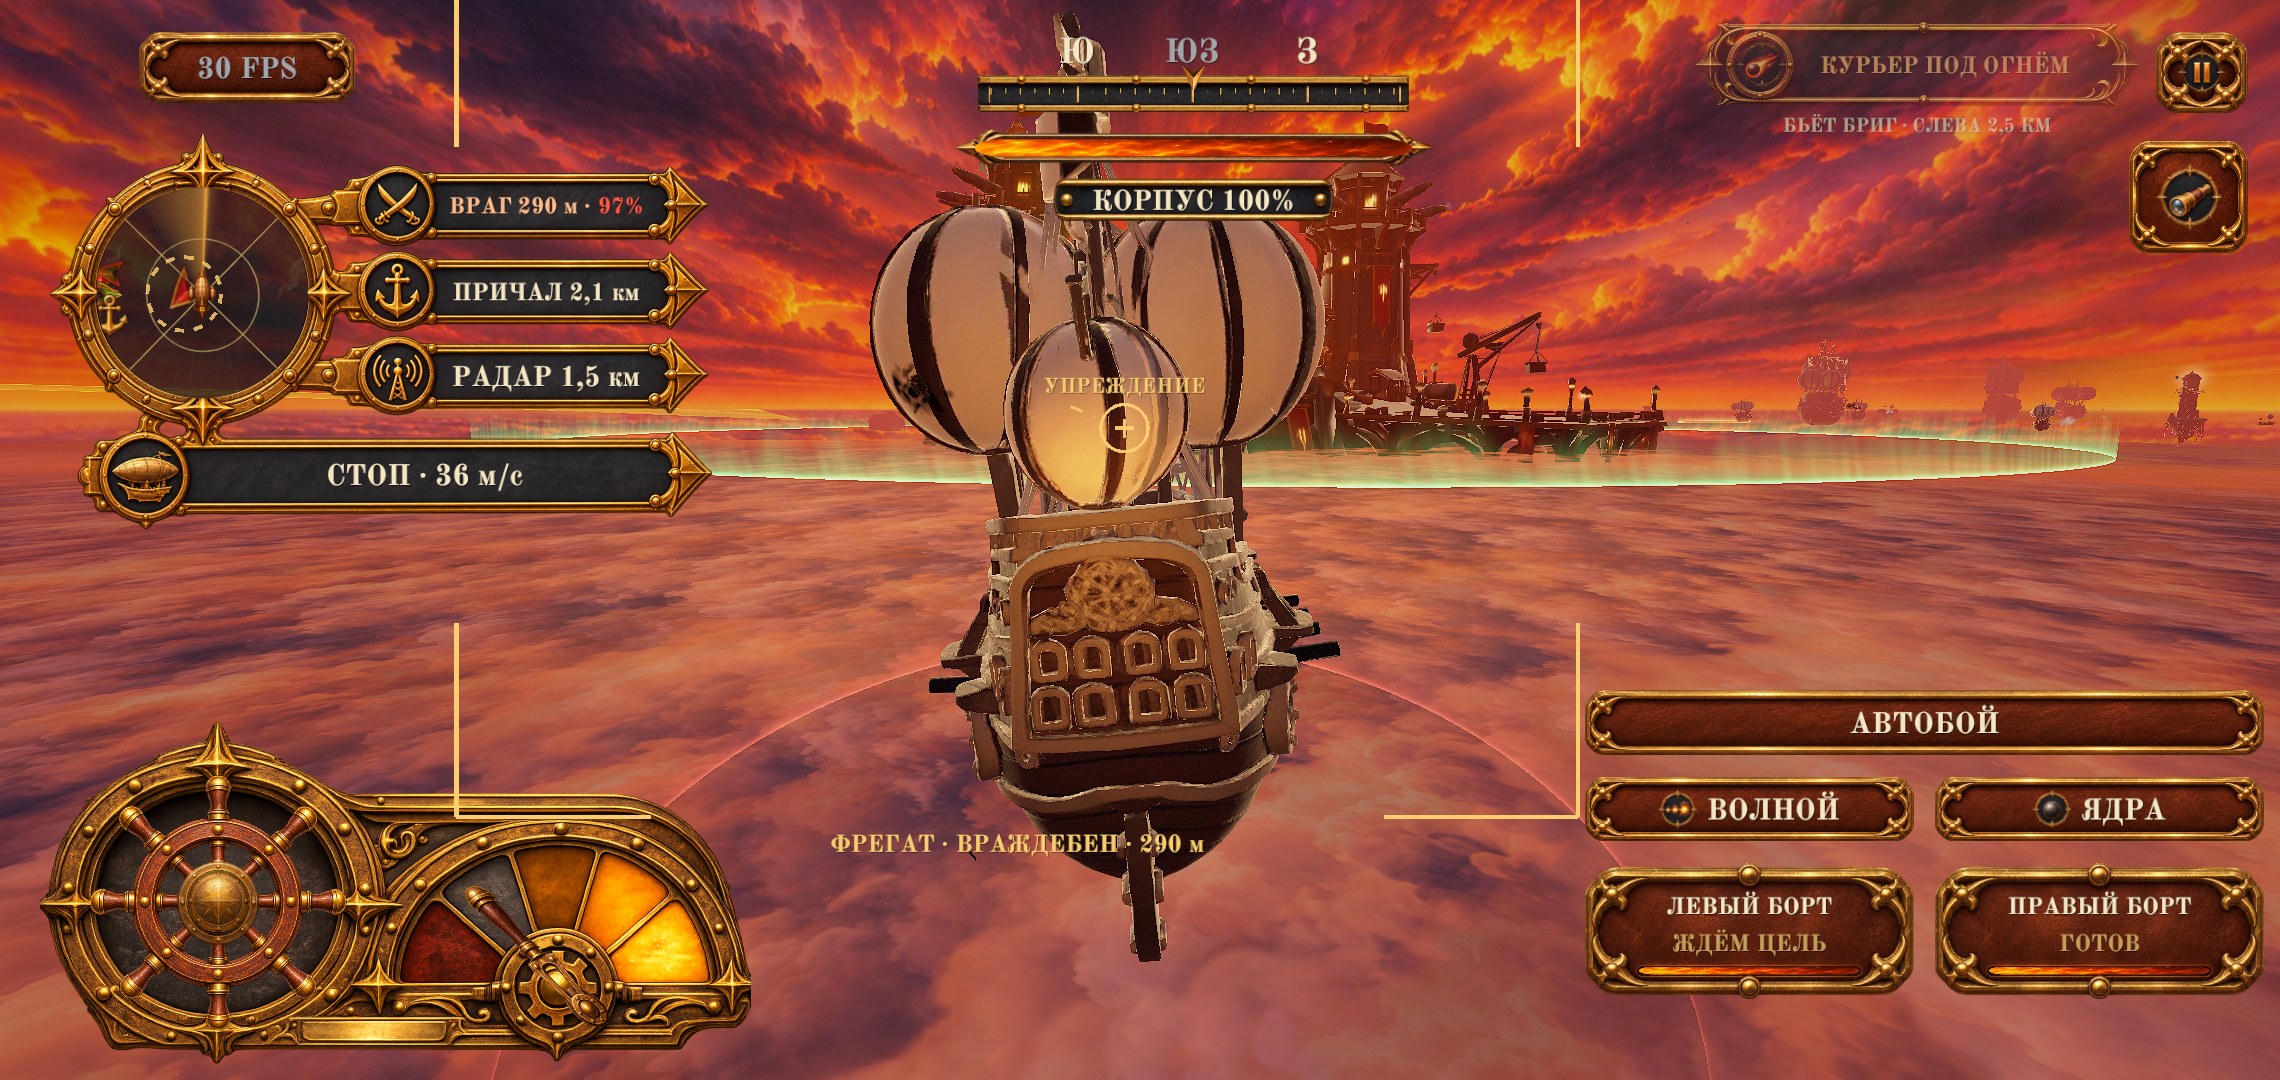 30 FPS
Ю ЮЗ З
КУРЬЕР ПОД ОГНЁМ
БЬЁТ БРИГ · СЛЕВА 2,5 КМ
КОРПУС 100%
ВРАГ 290 м · 97%
ПРИЧАЛ 2,1 км
РАДАР 1,5 км
СТОП · 36 м/с
УПРЕЖДЕНИЕ
АВТОБОЙ
ВОЛНОЙ
ЯДРА
ФРЕГАТ · ВРАЖДЕБЕН · 290 м
ЛЕВЫЙ БОРТ
ЖДЁМ ЦЕЛЬ
ПРАВЫЙ БОРТ
ГОТОВ